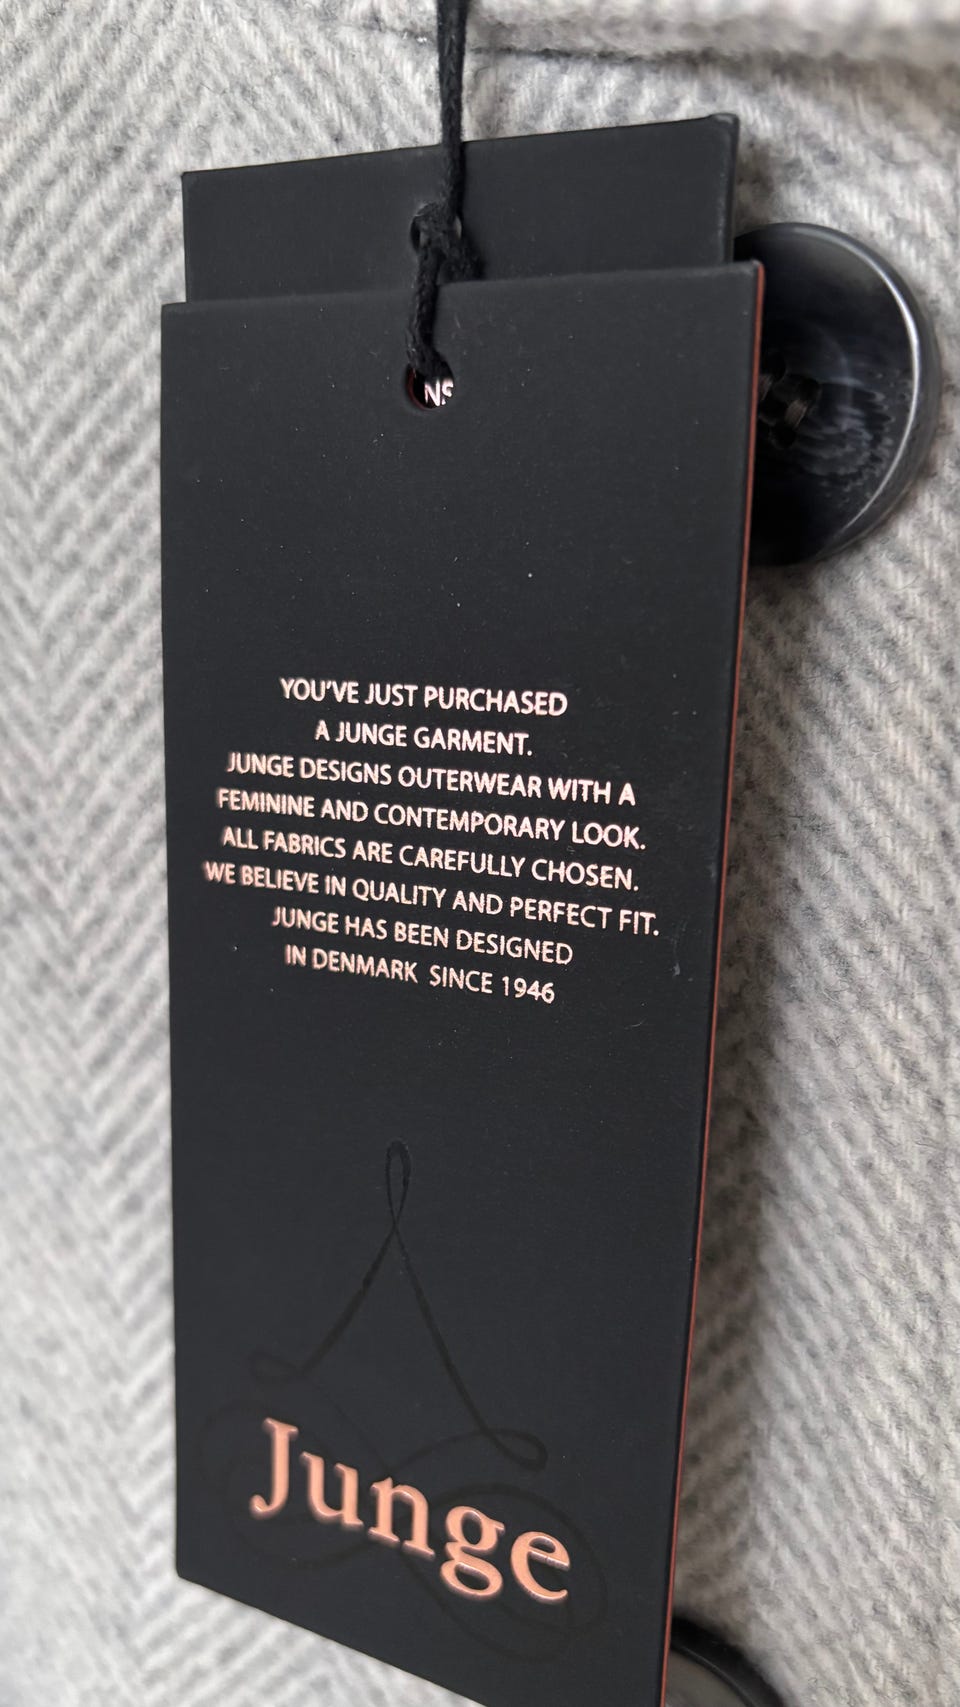 YOU'VE JUST PURCHASED
A JUNGE GARMENT.
JUNGE DESIGNS OUTERWEAR WITH A
FEMININE AND CONTEMPORARY LOOK.
ALL FABRICS ARE CAREFULLY CHOSEN.
WE BELIEVE IN QUALITY AND PERFECT FIT.
JUNGE HAS BEEN DESIGNED
IN DENMARK SINCE 1946
Junge